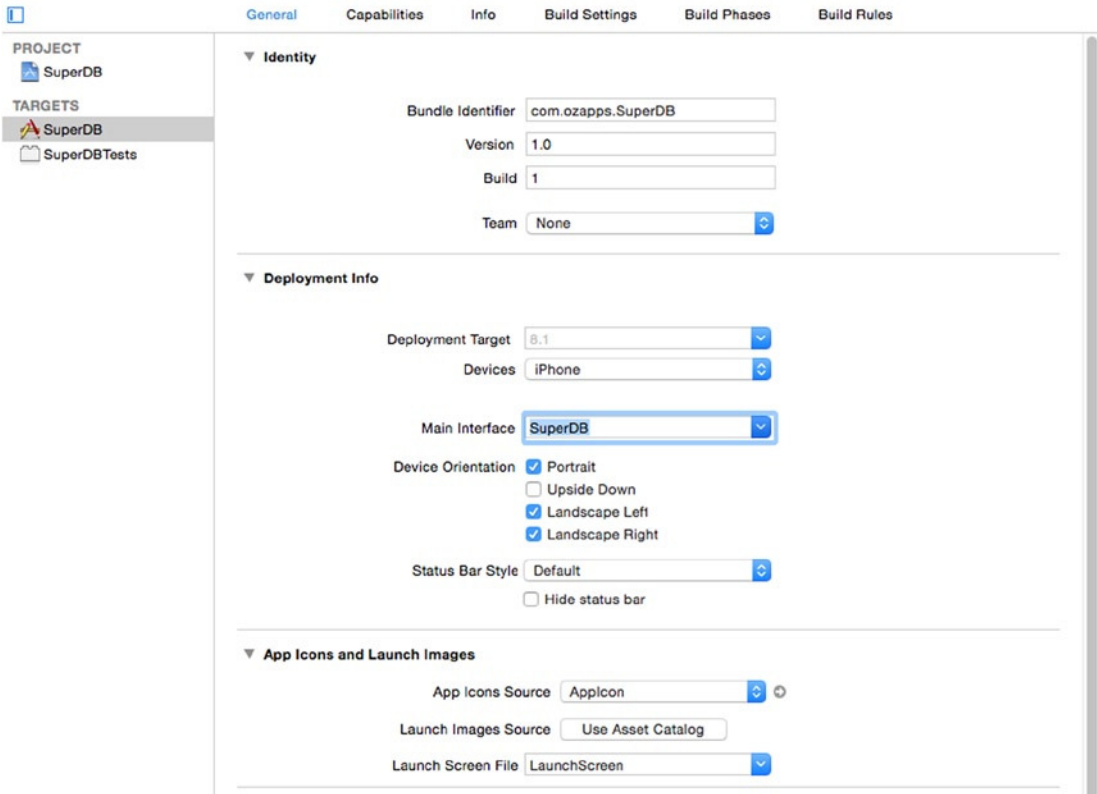 General Capabilities Info Build Settings Build Phases Build Rules
PROJECT
SuperDB
TARGETS
SuperDB
SuperDBTests
Identity
Bundle Identifier com.ozapps.SuperDB
Version 1.0
Build 1
Team None
Deployment Info
Deployment Target 8.1
Devices iPhone
Main Interface SuperDB
Device Orientation Portrait
Upside Down
Landscape Left
Landscape Right
Status Bar Style Default
Hide status bar
App Icons and Launch Images
App Icons Source AppIcon
Launch Images Source Use Asset Catalog
Launch Screen File LaunchScreen